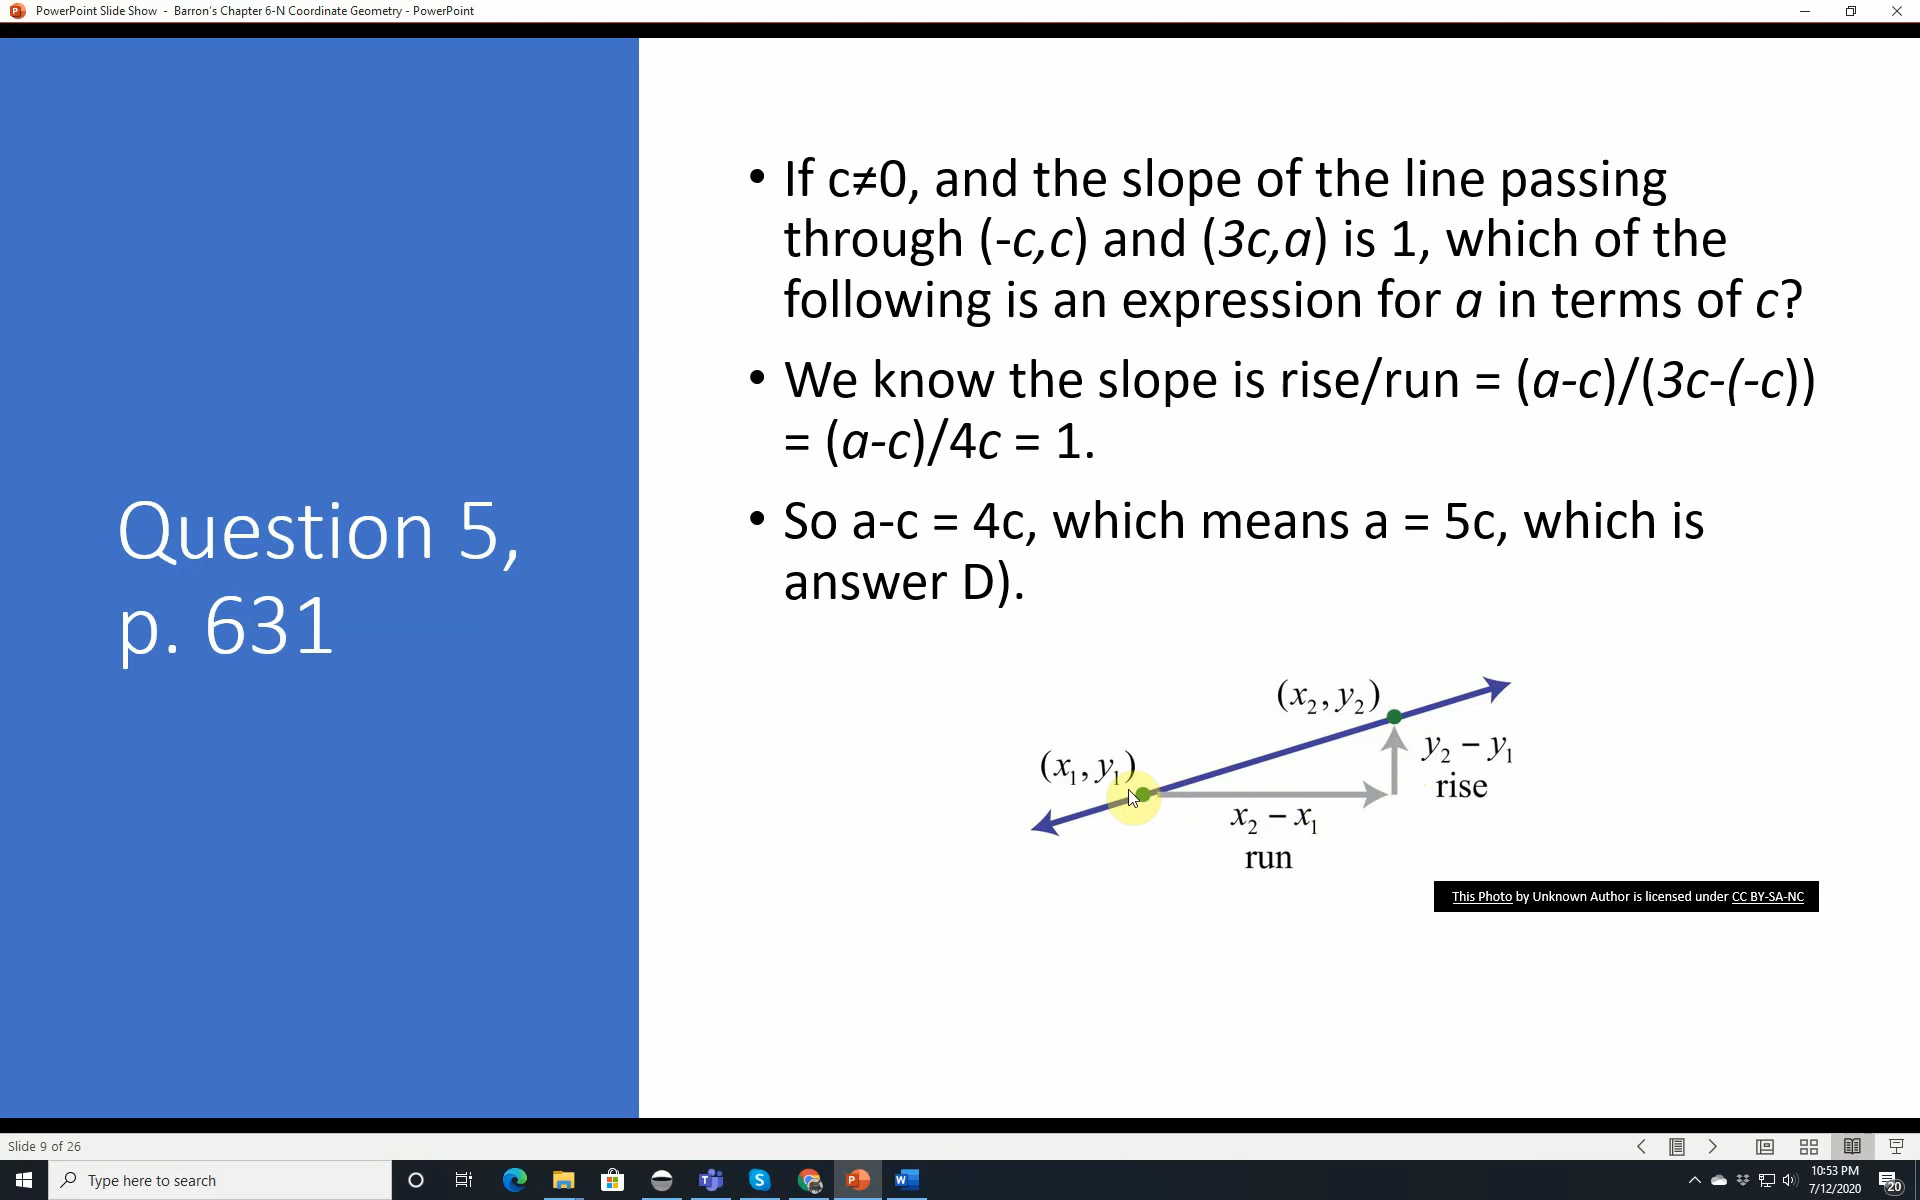 PowerPoint Slide Show - Barron's Chapter 6-N Coordinate Geometry - PowerPoint
Question 5,
p. 631
• If c≠0, and the slope of the line passing
through (-c,c) and (3c,a) is 1, which of the
following is an expression for a in terms of c?
• We know the slope is rise/run = (a-c)/(3c-(-c))
= (a-c)/4c = 1.
• So a-c = 4c, which means a = 5c, which is
answer D).
(x₂, y₂)
(x₁, y₁)
y₂ − y₁
rise
x₂ − x₁
run
This Photo by Unknown Author is licensed under CC BY-SA-NC
Slide 9 of 26
Type here to search
10:53 PM
7/12/2020
20